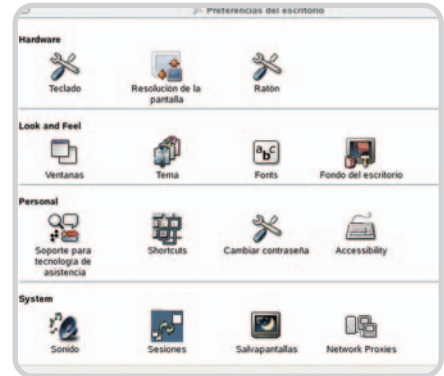 Preferencias del escritorio
Hardware
Teclado
Resolución de la
pantalla
Ratón
Look and Feel
Ventanas
Tema
abc
Fonts
Fondo del escritorio
Personal
Soporte para
tecnología de
asistencia
Shortcuts
Cambiar contraseña
Accessibility
System
Sonido
Sesiones
Salvapantallas
Network Proxies